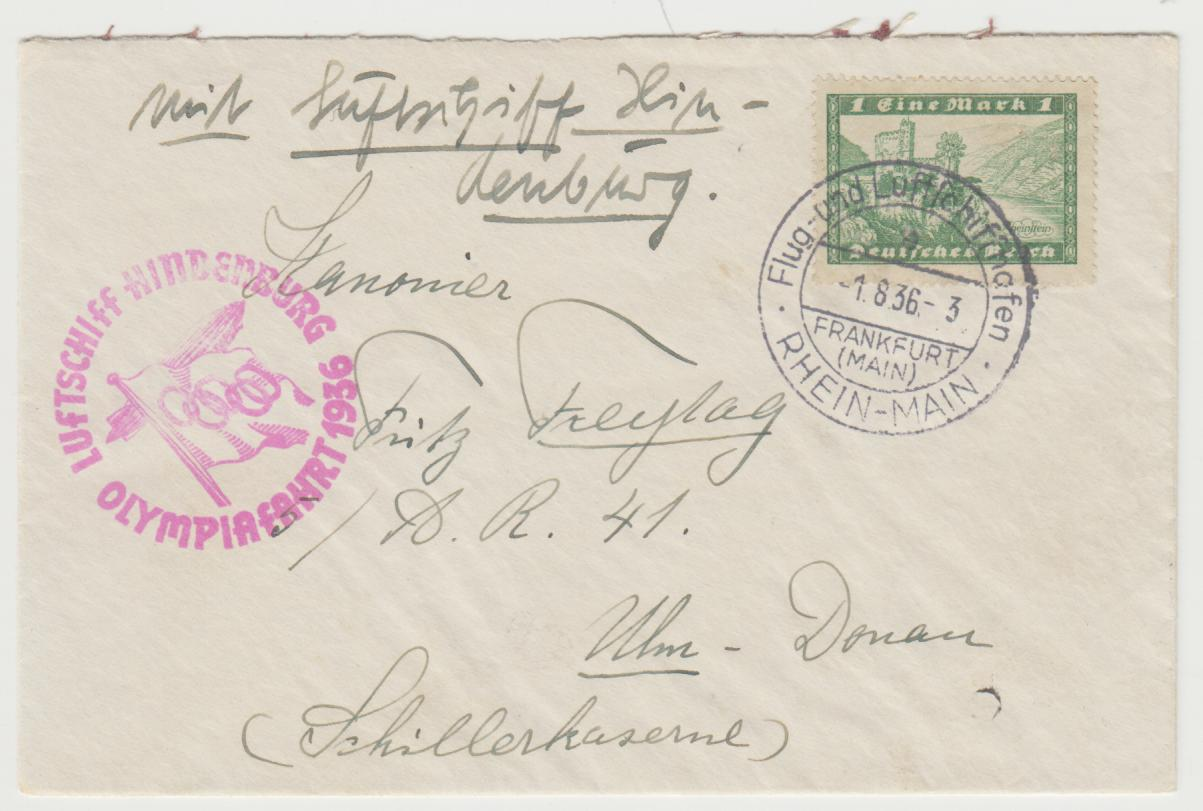 mit Luftschiff Hin-
denburg.
1 Eine Mark 1
Rheinstein
Deutsches Reich
Flug- und Luftschiffhafen
a
-1.8.36.- 3
FRANKFURT
(MAIN)
· RHEIN-MAIN ·
LUFTSCHIFF HINDENBURG
OLYMPIAFAHRT 1936
Kanonier
Fritz Freytag
5/ A. R. 41.
Ulm - Donau
(Schillerkaserne)